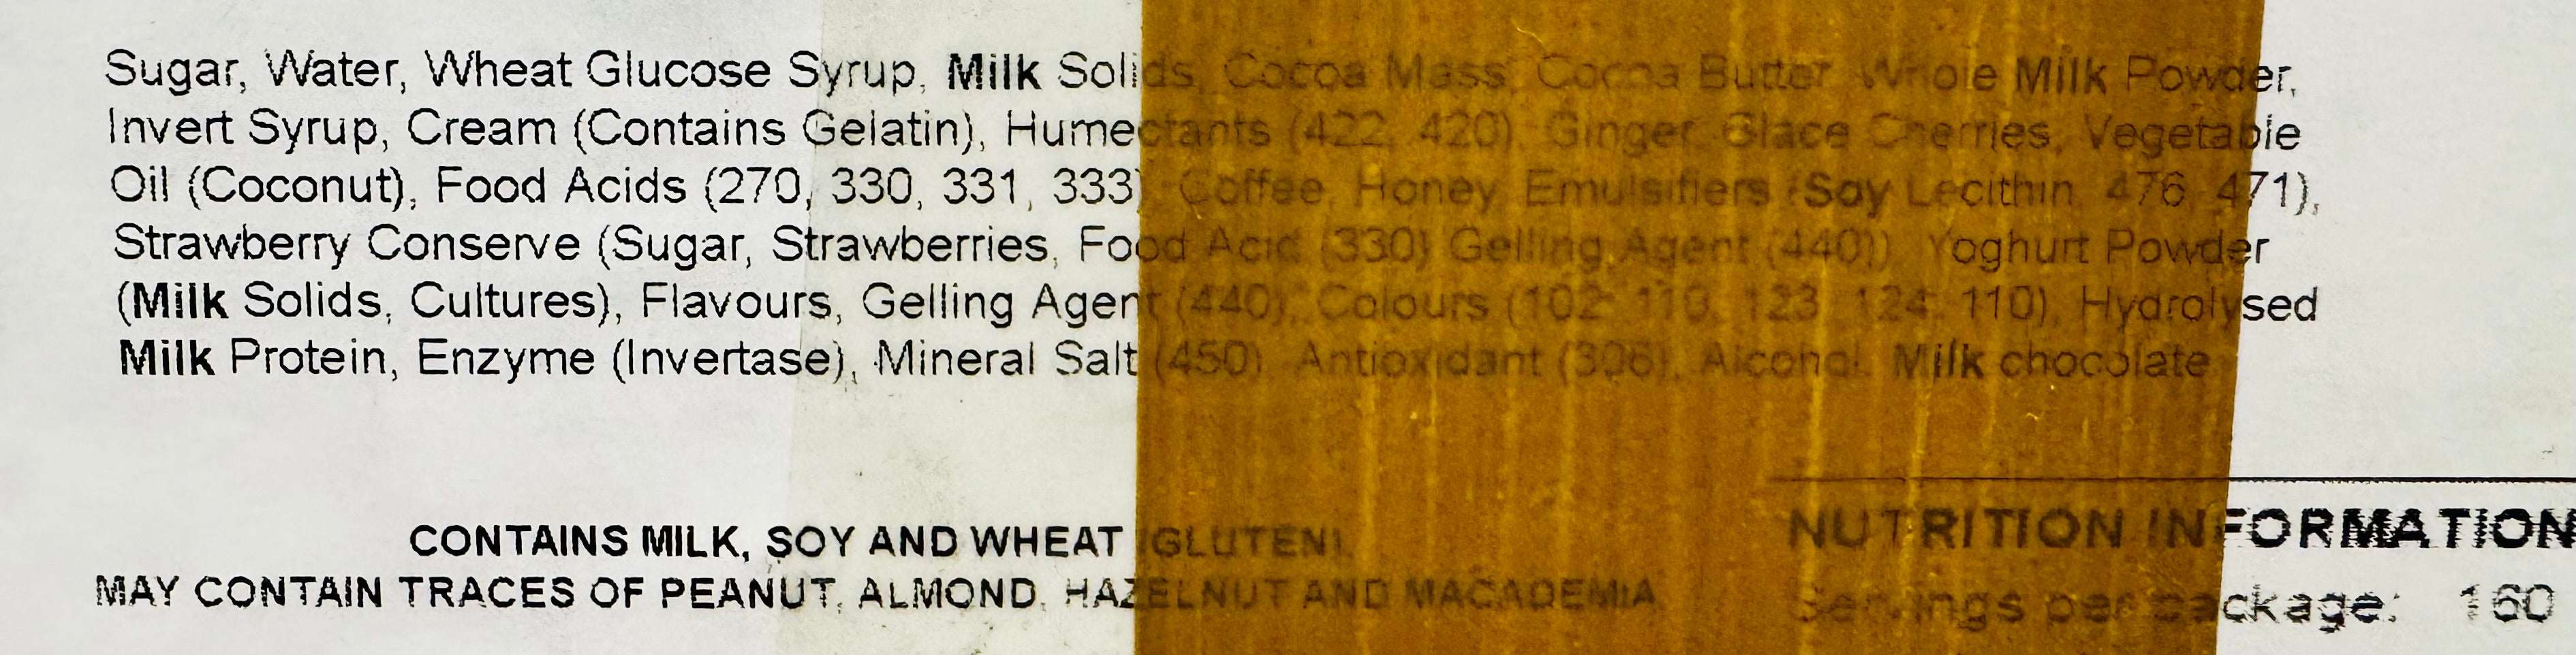 Sugar, Water, Wheat Glucose Syrup, Milk Solids, Cocoa Mass, Cocoa Butter, Whole Milk Powder,
Invert Syrup, Cream (Contains Gelatin), Humectants (422, 420), Ginger, Glace Cherries, Vegetable
Oil (Coconut), Food Acids (270, 330, 331, 333), Coffee, Honey, Emulsifiers (Soy Lecithin, 476, 471),
Strawberry Conserve (Sugar, Strawberries, Food Acid (330) Gelling Agent (440)), Yoghurt Powder
(Milk Solids, Cultures), Flavours, Gelling Agent (440), Colours (102, 110, 123, 124, 110), Hydrolysed
Milk Protein, Enzyme (Invertase), Mineral Salt (450), Antioxidant (306), Alcohol, Milk chocolate
CONTAINS MILK, SOY AND WHEAT (GLUTEN).
MAY CONTAIN TRACES OF PEANUT, ALMOND, HAZELNUT AND MACADEMIA
NUTRITION INFORMATION
Servings per package: 160